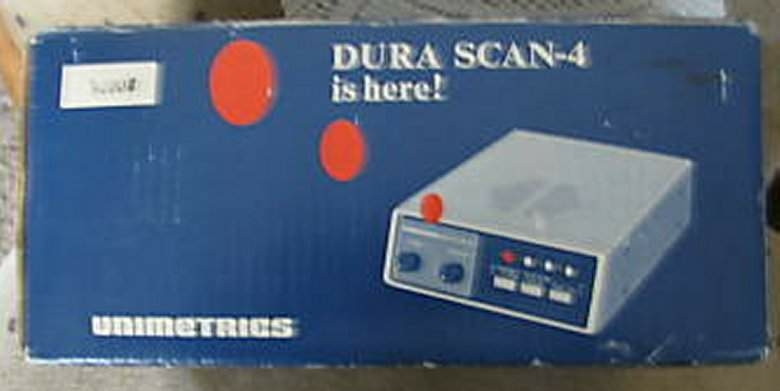 DURA SCAN-4
is here!
unimetrics